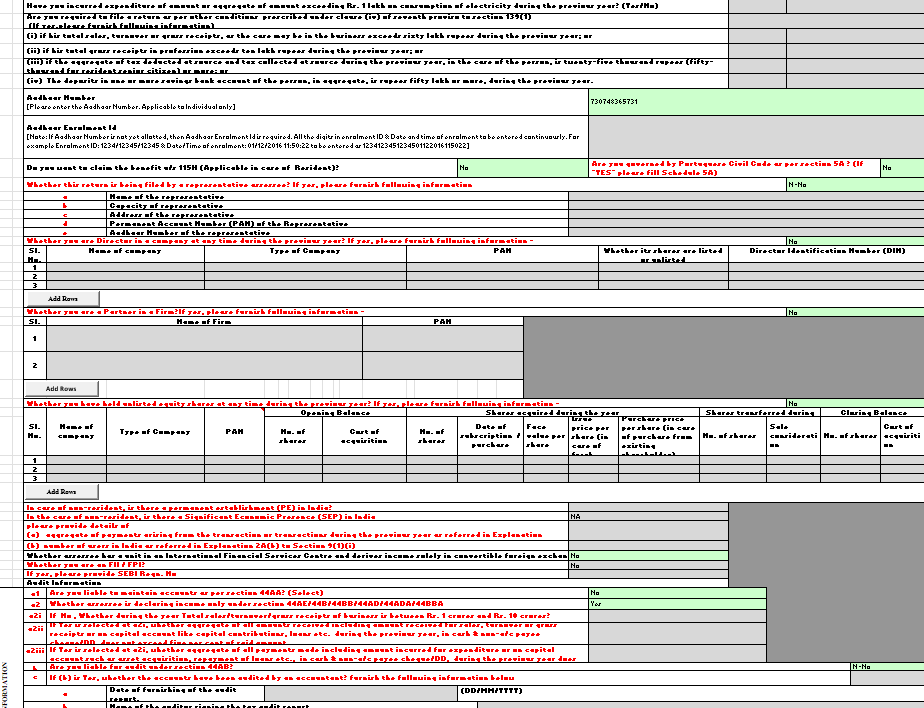 Have you incurred expenditure of amount or aggregate of amount exceeding Rs. 1 lakh on consumption of electricity during the previous year? (Yes/No)
Are you required to file a return as per other conditions prescribed under clause (iv) of seventh proviso to section 139(1)
(If yes, please furnish following information)
(i) if his total sales, turnover or gross receipts, as the case may be in the business exceeds sixty lakh rupees during the previous year; or
(ii) if his total gross receipts in profession exceeds ten lakh rupees during the previous year; or
(iii) if the aggregate of tax deducted at source and tax collected at source during the previous year, in the case of the person, is twenty-five thousand rupees (fifty-
thousand for resident senior citizen) or more; or
(iv) The deposits in one or more savings bank account of the person, in aggregate, is rupees fifty lakh or more, during the previous year.
Aadhaar Number
[Please enter the Aadhaar Number. Applicable to Individual only]
730748365731
Aadhaar Enrolment Id
[Note: If Aadhaar Number is not yet allotted, then Aadhaar Enrolment Id is required. All the digits in enrolment ID & Date and time of enrolment to be entered continuously. For
example Enrolment ID: 1234/12345/12345 & Date/Time of enrolment: 01/12/2016 11:50:22 to be entered as 1234123451234501122016115022]
Do you want to claim the benefit u/s 115H (Applicable in case of Resident)? No
Are you governed by Portuguese Civil Code as per section 5A ? (If
"YES" please fill Schedule 5A) No
Whether this return is being filed by a representative assessee? If yes, please furnish following information N-No
a Name of the representative
b Capacity of representative
c Address of the representative
d Permanent Account Number (PAN) of the Representative
e Aadhaar Number of the representative
Whether you are Director in a company at any time during the previous year? If yes, please furnish following information - No
Sl. No. Name of company Type of Company PAN Whether its shares are listed or unlisted Director Identification Number (DIN)
1
2
3
Add Rows
Whether you are a Partner in a Firm? If yes, please furnish following information - No
Sl. Name of Firm PAN
1
2
Add Rows
Whether you have held unlisted equity shares at any time during the previous year? If yes, please furnish following information - No
Opening Balance Shares acquired during the year Shares transferred during Closing Balance
Sl. No. Name of company Type of Company PAN No. of shares Cost of acquisition No. of shares Date of subscription / purchase Face value per share Issue price per share (in case of fresh Purchase price per share (in case of purchase from existing shareholder) No. of shares Sale considerati on No. of shares Cost of acquisiti on
1
2
3
Add Rows
In case of non-resident, is there a permanent establishment (PE) in India?
In the case of non-resident, is there a Significant Economic Presence (SEP) in India NA
please provide details of
(a) aggregate of payments arising from the transaction or transactions during the previous year as referred in Explanation
(b) number of users in India as referred in Explanation 2A(b) to Section 9(1)(i)
Whether assessee has a unit in an International Financial Services Centre and derives income solely in convertible foreign exchan No
Whether you are an FII / FPI? No
If yes, please provide SEBI Regn. No
Audit Information
a1 Are you liable to maintain accounts as per section 44AA? (Select) No
a2 Whether assessee is declaring income only under section 44AE/44B/44BB/44AD/44ADA/44BBA Yes
a2i If No, Whether during the year Total sales/turnover/gross receipts of business is between Rs. 1 crores and Rs. 10 crores?
a2ii If Yes is selected at a2i, whether aggregate of all amounts received including amount received for sales, turnover or gross
receipts or on capital account like capital contributions, loans etc. during the previous year, in cash & non-a/c payee
cheque/DD, does not exceed five per cent of said amount
a2iii If Yes is selected at a2i, whether aggregate of all payments made including amount incurred for expenditure or on capital
account such as asset acquisition, repayment of loans etc., in cash & non-a/c payee cheque/DD, during the previous year does
b Are you liable for audit under section 44AB? N-No
c If (b) is Yes, whether the accounts have been audited by an accountant? furnish the following information below
a Date of furnishing of the audit report. (DD/MM/YYYY)
b Name of the auditor signing the tax audit report
FORMATION